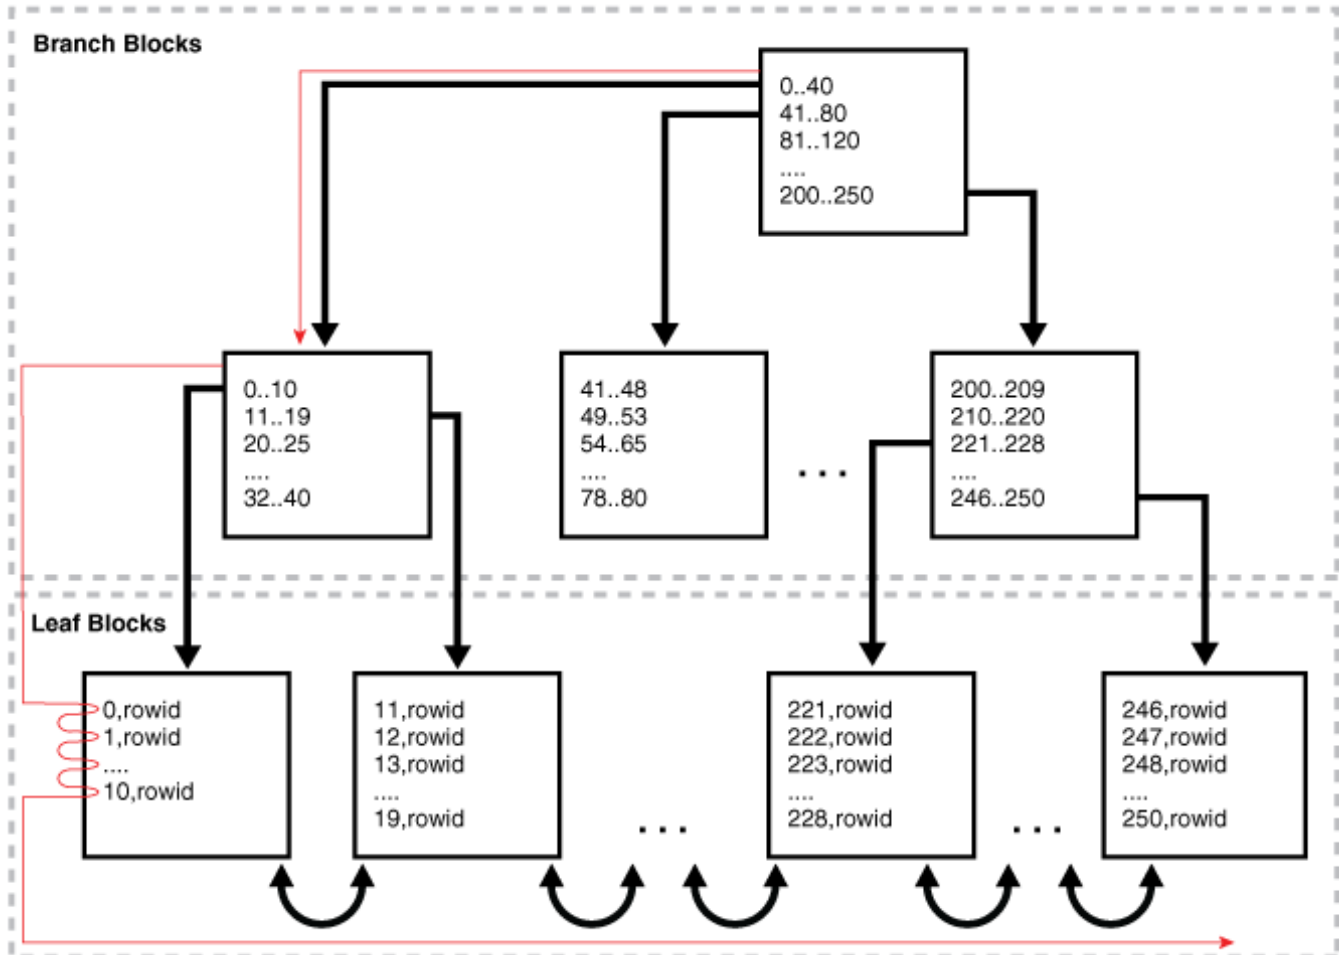 Branch Blocks
0..40
41..80
81..120
....
200..250
0..10
11..19
20..25
....
32..40
41..48
49..53
54..65
....
78..80
...
200..209
210..220
221..228
....
246..250
Leaf Blocks
0,rowid
1,rowid
....
10,rowid
11,rowid
12,rowid
13,rowid
....
19,rowid
...
221,rowid
222,rowid
223,rowid
....
228,rowid
...
246,rowid
247,rowid
248,rowid
....
250,rowid